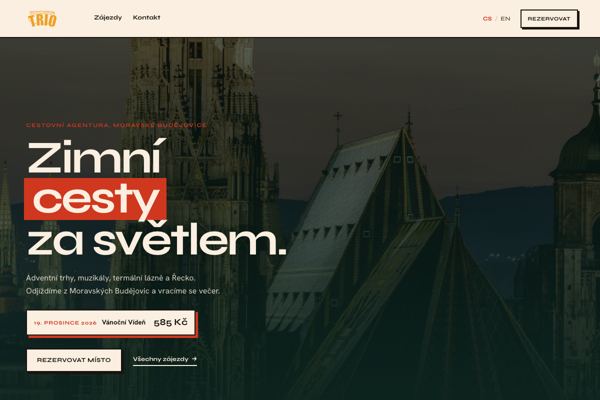 TRIO
Zájezdy
Kontakt
CS / EN
REZERVOVAT
CESTOVNÍ AGENTURA, MORAVSKÉ BUDĚJOVICE
Zimní
cesty
za světlem.
Adventní trhy, muzikály, termální lázně a Řecko.
Odjíždíme z Moravských Budějovic a vracíme se večer.
19. PROSINCE 2026 Vánoční Vídeň 585 Kč
REZERVOVAT MÍSTO
Všechny zájezdy →